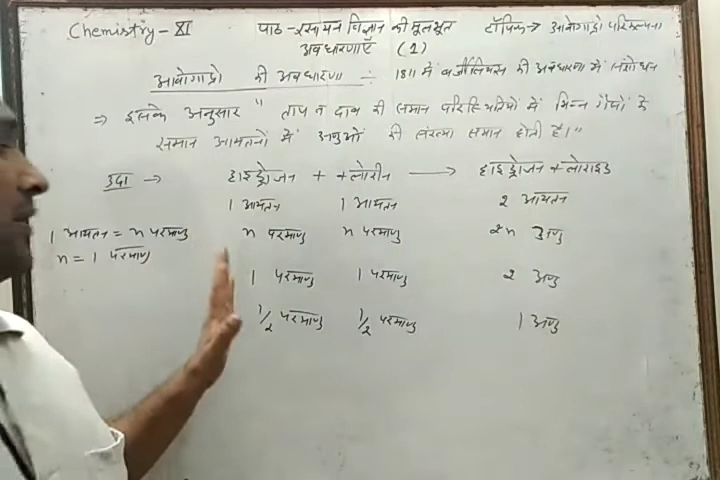 Chemistry - XI
पाठ - रसायन विज्ञान की मूलभूत अवधारणाएँ (1)
टॉपिक → आवोगाद्रो परिकल्पना
आवोगाद्रो की अवधारणा ÷ 1811 में बर्जीलियस की अवधारणा में संशोधन
⇒ इसके अनुसार " ताप व दाब की समान परिस्थितियों में भिन्न गैसों के
समान आयतनों में अणुओं की संख्या समान होती है।"
उदा → हाइड्रोजन + क्लोरीन → हाइड्रोजन क्लोराइड
1 आयतन 1 आयतन 2 आयतन
1 आयतन = n परमाणु n परमाणु n परमाणु 2n अणु
n = 1 परमाणु
1 परमाणु 1 परमाणु 2 अणु
1/2 परमाणु 1/2 परमाणु 1 अणु